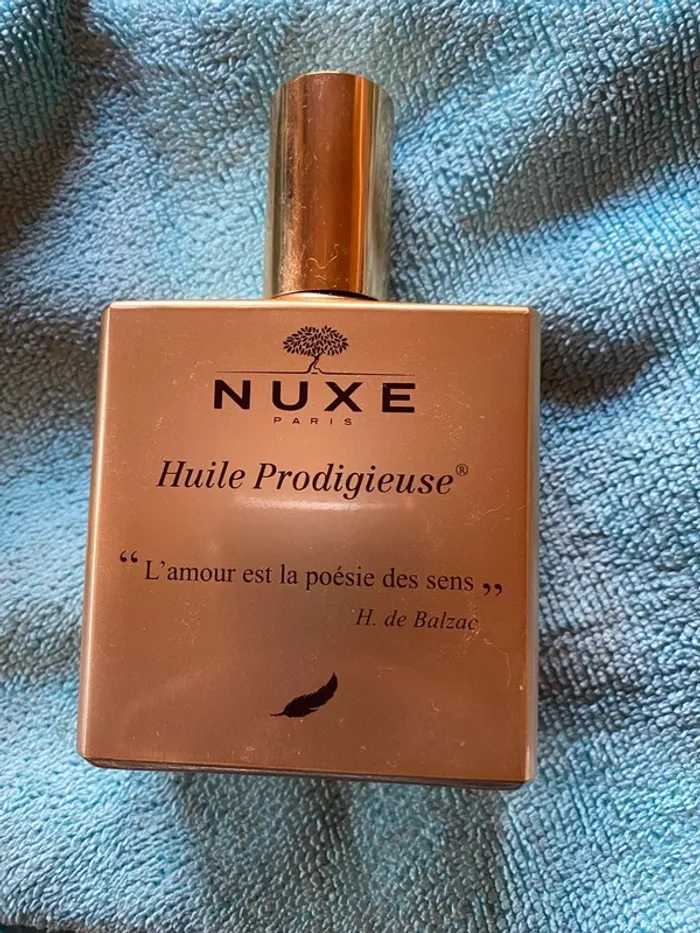 NUXE
PARIS
Huile Prodigieuse®
“ L’amour est la poésie des sens ”
H. de Balzac